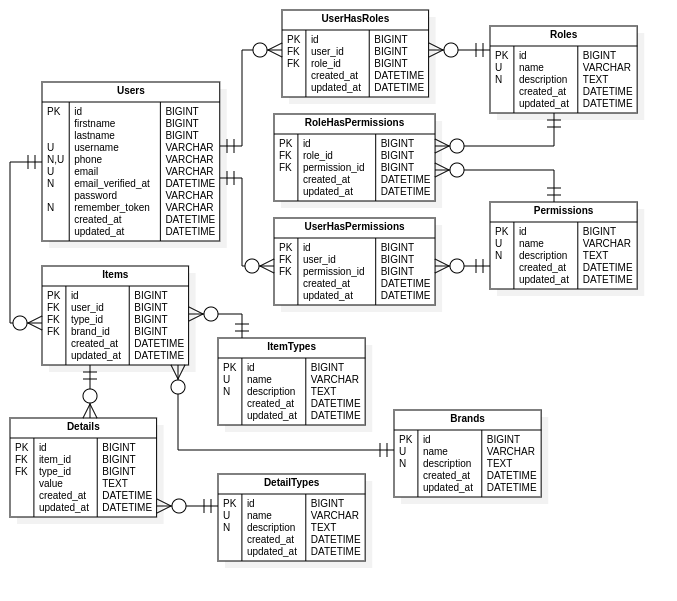 UserHasRoles
PK id BIGINT
FK user_id BIGINT
FK role_id BIGINT
created_at DATETIME
updated_at DATETIME
Roles
PK id BIGINT
U name VARCHAR
N description TEXT
created_at DATETIME
updated_at DATETIME
Users
PK id BIGINT
firstname BIGINT
lastname BIGINT
U username VARCHAR
N,U phone VARCHAR
U email VARCHAR
N email_verified_at DATETIME
password VARCHAR
N remember_token VARCHAR
created_at DATETIME
updated_at DATETIME
RoleHasPermissions
PK id BIGINT
FK role_id BIGINT
FK permission_id BIGINT
created_at DATETIME
updated_at DATETIME
UserHasPermissions
PK id BIGINT
FK user_id BIGINT
FK permission_id BIGINT
created_at DATETIME
updated_at DATETIME
Permissions
PK id BIGINT
U name VARCHAR
N description TEXT
created_at DATETIME
updated_at DATETIME
Items
PK id BIGINT
FK user_id BIGINT
FK type_id BIGINT
FK brand_id BIGINT
created_at DATETIME
updated_at DATETIME
ItemTypes
PK id BIGINT
U name VARCHAR
N description TEXT
created_at DATETIME
updated_at DATETIME
Brands
PK id BIGINT
U name VARCHAR
N description TEXT
created_at DATETIME
updated_at DATETIME
Details
PK id BIGINT
FK item_id BIGINT
FK type_id BIGINT
value TEXT
created_at DATETIME
updated_at DATETIME
DetailTypes
PK id BIGINT
U name VARCHAR
N description TEXT
created_at DATETIME
updated_at DATETIME